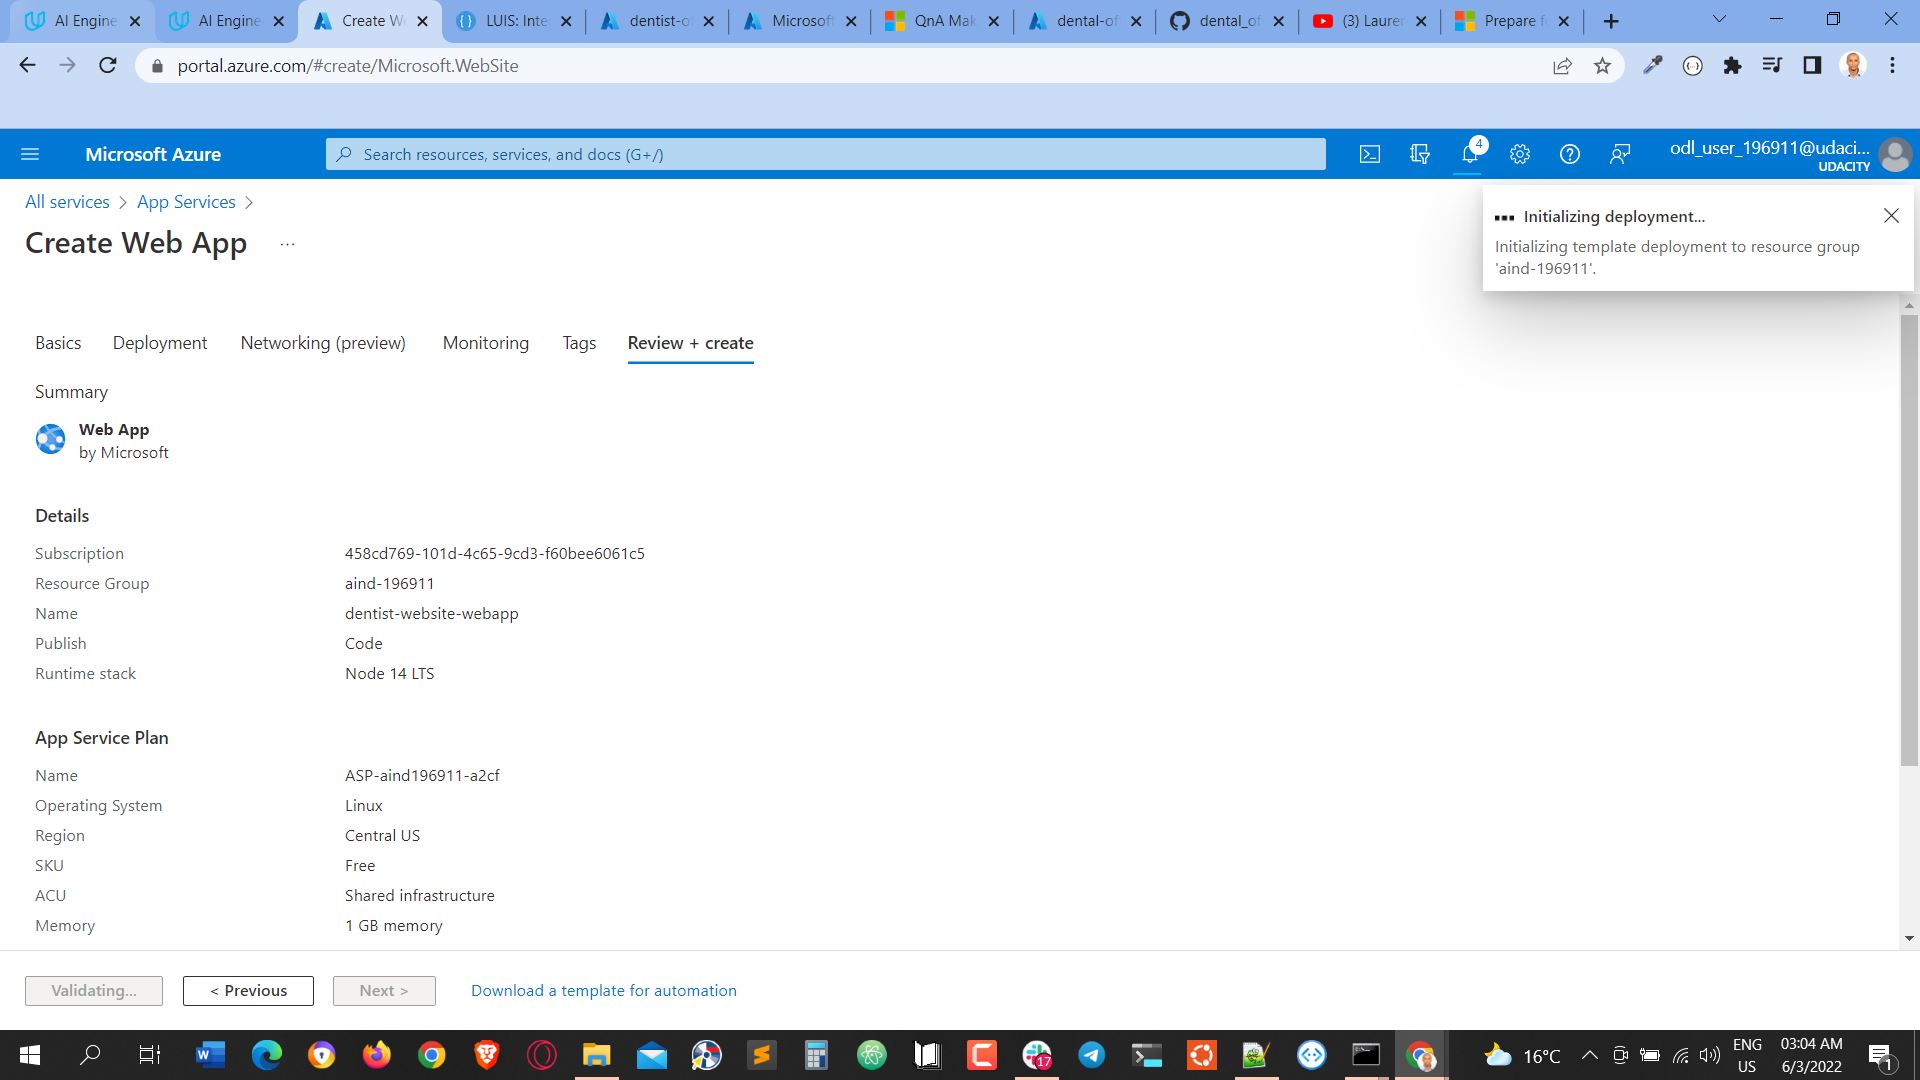 AI Engine
AI Engine
Create We
LUIS: Inte
dentist-of
Microsoft
QnA Mak
dental-of
dental_of
(3) Lauren
Prepare f
portal.azure.com/#create/Microsoft.WebSite
Microsoft Azure
Search resources, services, and docs (G+/)
4
odl_user_196911@udaci...
UDACITY
All services > App Services >
Create Web App ...
Initializing deployment...
Initializing template deployment to resource group
'aind-196911'.
Basics Deployment Networking (preview) Monitoring Tags Review + create
Summary
Web App
by Microsoft
Details
Subscription 458cd769-101d-4c65-9cd3-f60bee6061c5
Resource Group aind-196911
Name dentist-website-webapp
Publish Code
Runtime stack Node 14 LTS
App Service Plan
Name ASP-aind196911-a2cf
Operating System Linux
Region Central US
SKU Free
ACU Shared infrastructure
Memory 1 GB memory
Validating... < Previous Next > Download a template for automation
17
16°C
ENG
US
03:04 AM
6/3/2022
1